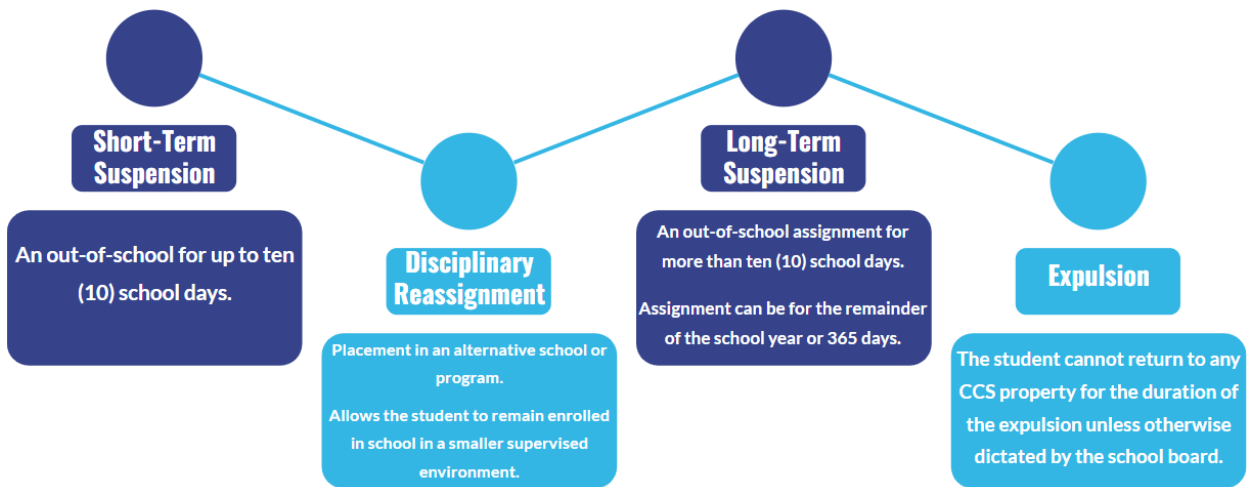 Short-Term
Suspension
An out-of-school for up to ten
(10) school days.
Disciplinary
Reassignment
Placement in an alternative school or
program.
Allows the student to remain enrolled
in school in a smaller supervised
environment.
Long-Term
Suspension
An out-of-school assignment for
more than ten (10) school days.
Assignment can be for the remainder
of the school year or 365 days.
Expulsion
The student cannot return to any
CCS property for the duration of
the expulsion unless otherwise
dictated by the school board.